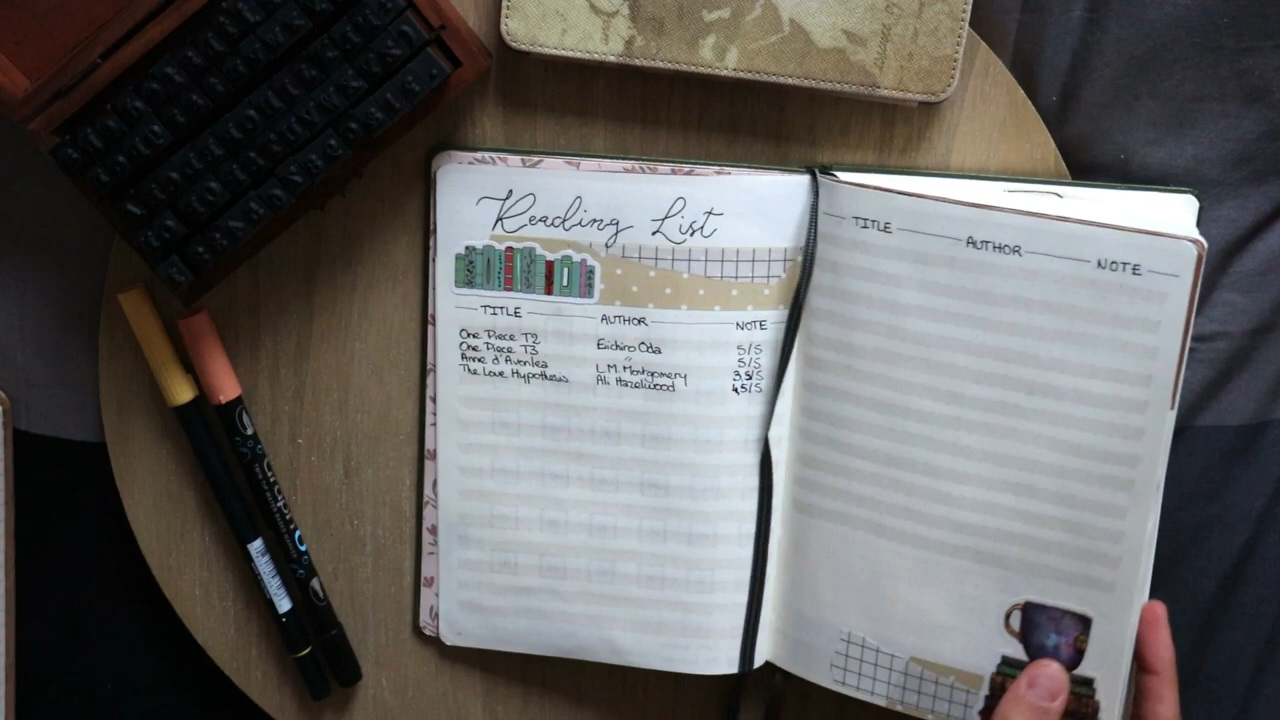 Reading List
TITLE AUTHOR NOTE
One Piece T2 Eiichiro Oda 5/5
One Piece T3 " 5/5
Anne d'Avonlea L.M. Montgomery 3,5/5
The Love Hypothesis Ali Hazelwood 4,5/5
TITLE AUTHOR NOTE
GraphO